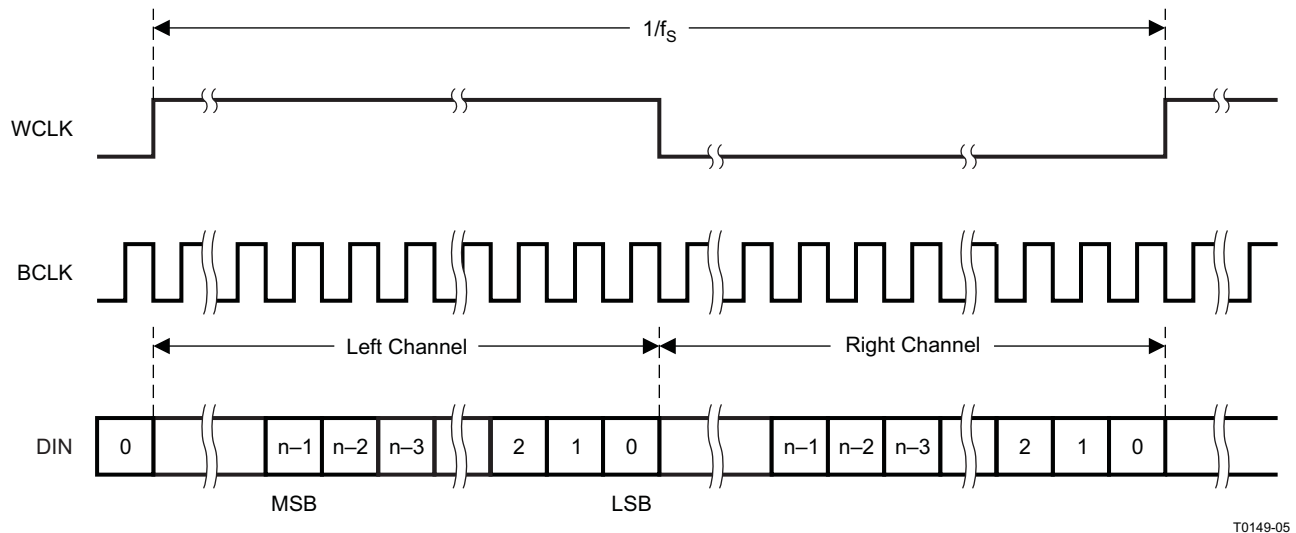 1/fS
WCLK
BCLK
Left Channel
Right Channel
DIN 0 n–1 n–2 n–3 2 1 0 n–1 n–2 n–3 2 1 0
MSB LSB
T0149-05